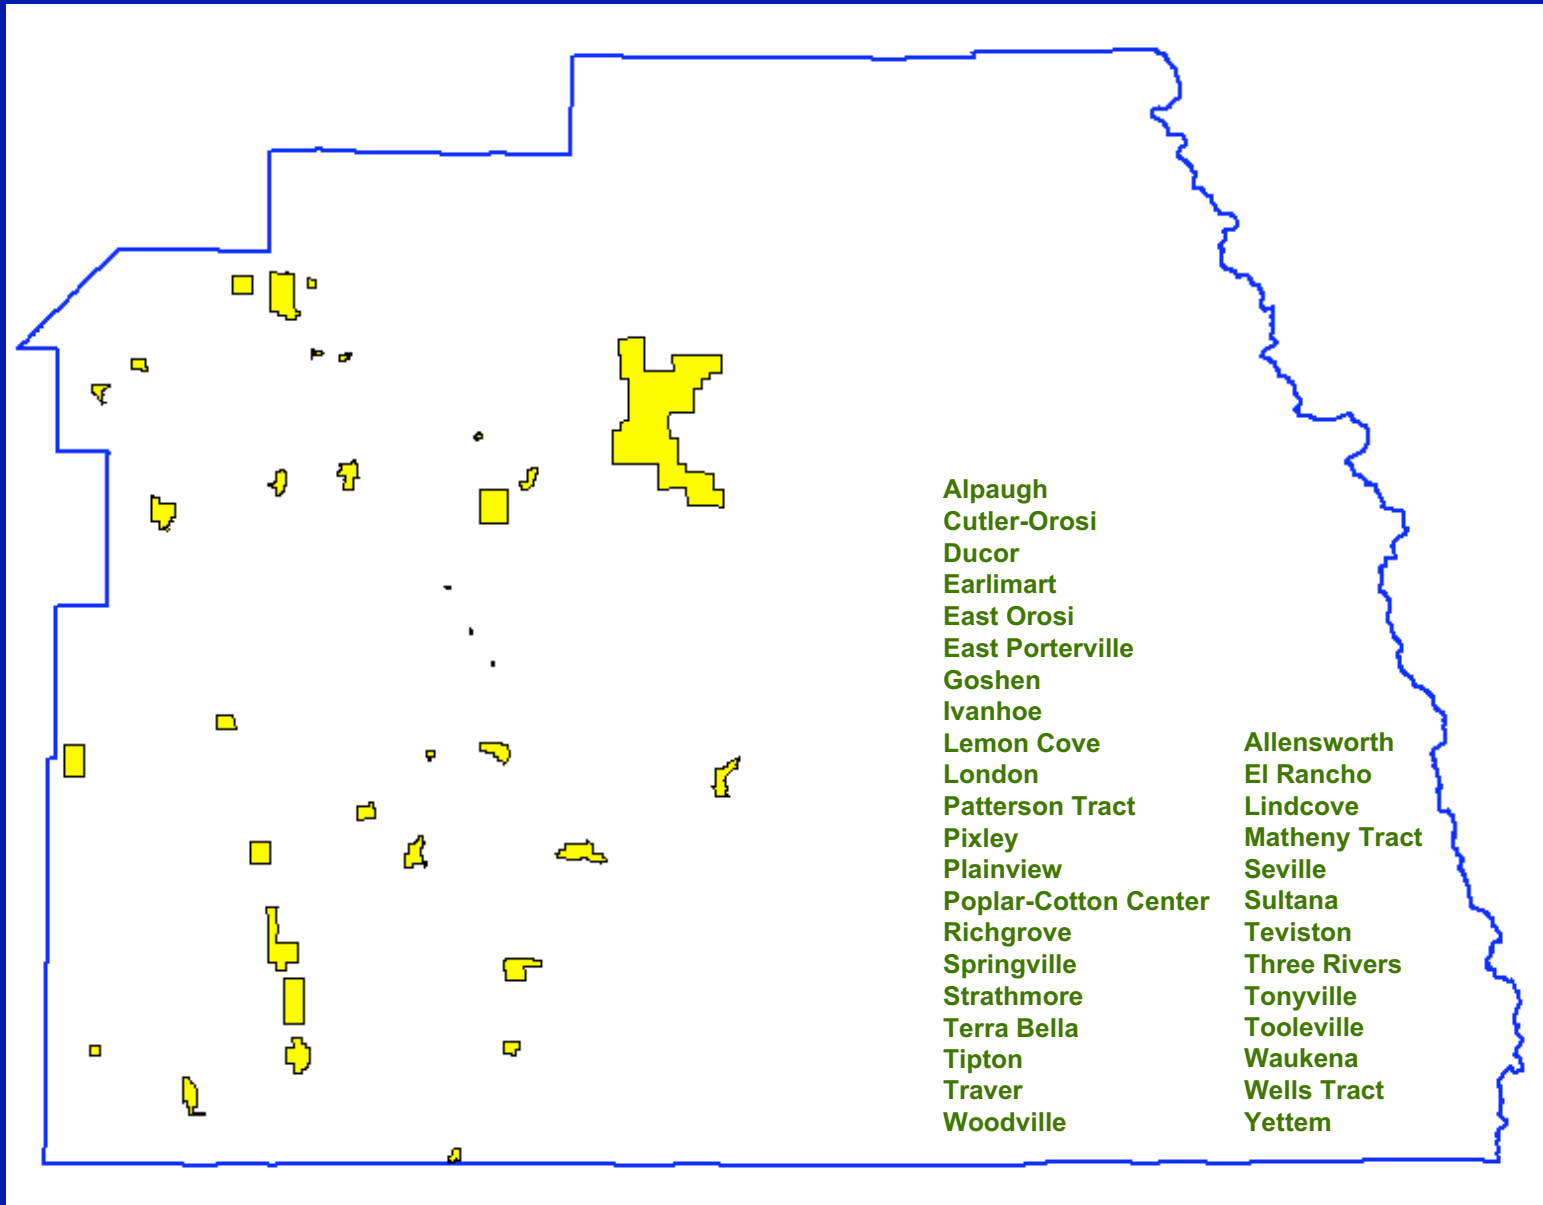 Alpaugh
Cutler-Orosi
Ducor
Earlimart
East Orosi
East Porterville
Goshen
Ivanhoe
Lemon Cove
London
Patterson Tract
Pixley
Plainview
Poplar-Cotton Center
Richgrove
Springville
Strathmore
Terra Bella
Tipton
Traver
Woodville
Allensworth
El Rancho
Lindcove
Matheny Tract
Seville
Sultana
Teviston
Three Rivers
Tonyville
Tooleville
Waukena
Wells Tract
Yettem